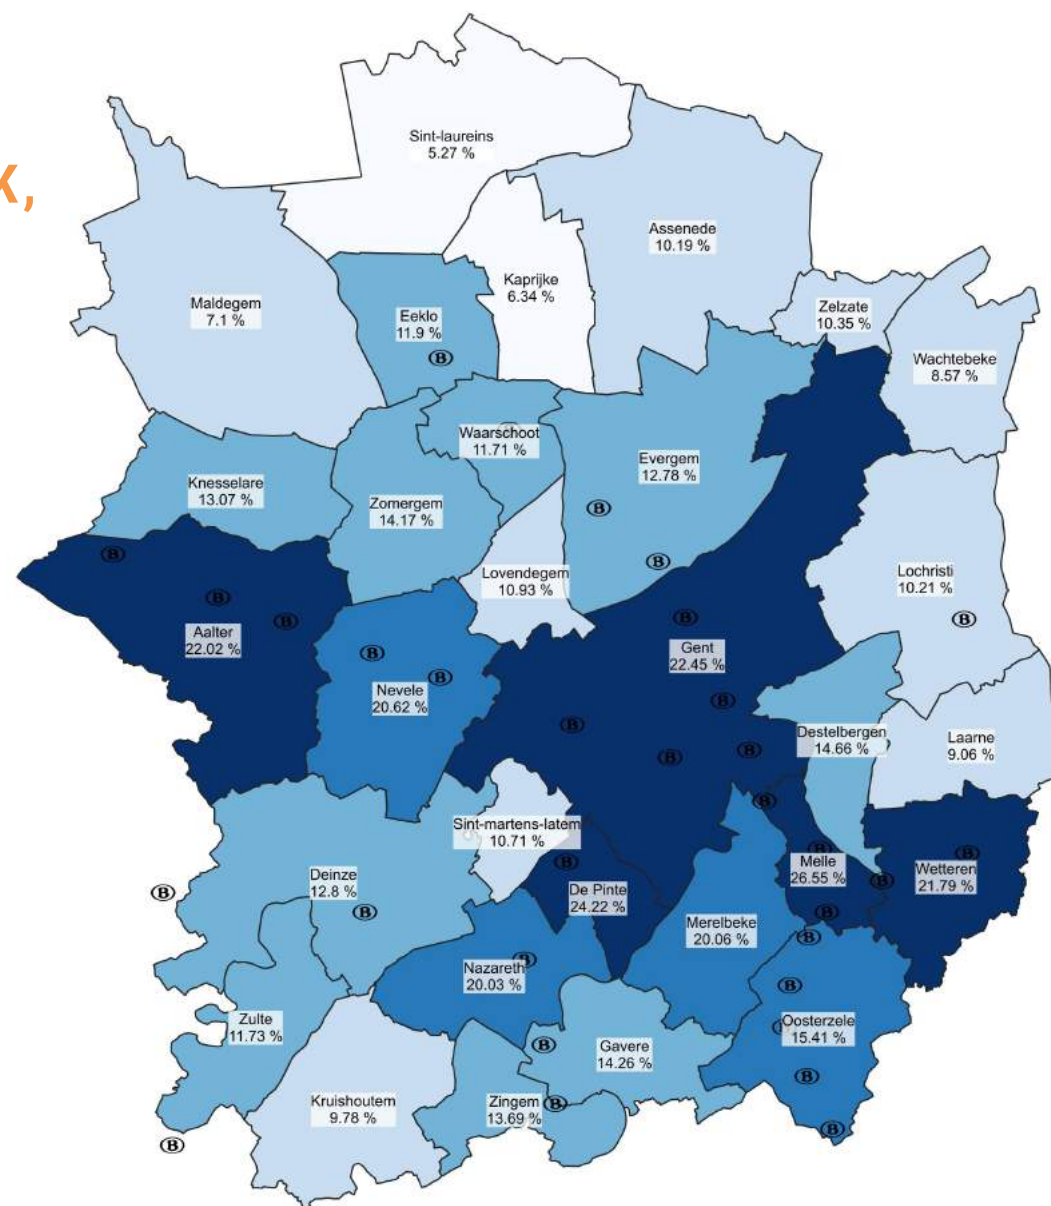 Sint-laureins
5.27 %
k,
Assenede
10.19 %
Kaprijke
6.34 %
Maldegem
7.1 %
Zelzate
10.35 %
Eeklo
11.9 %
B
Wachtebeke
8.57 %
Waarschoot
11.71 %
Evergem
12.78 %
Knesselare
13.07 %
Zomergem
14.17 %
B
B
B
Lovendegem
10.93 %
Lochristi
10.21 %
B
B
B
B
B
Aalter
22.02 %
Gent
22.45 %
B
B
Nevele
20.62 %
B
B
B
B
Destelbergen
14.66 %
Laarne
9.06 %
B
Sint-martens-latem
10.71 %
B
Melle
26.55 %
B
Wetteren
21.79 %
B
De Pinte
24.22 %
Deinze
12.8 %
B
B
B
B
Merelbeke
20.06 %
B
Nazareth
20.03 %
B
B
Zulte
11.73 %
Oosterzele
15.41 %
B
Gavere
14.26 %
B
B
Kruishoutem
9.78 %
Zingem
13.69 %
B
B
B